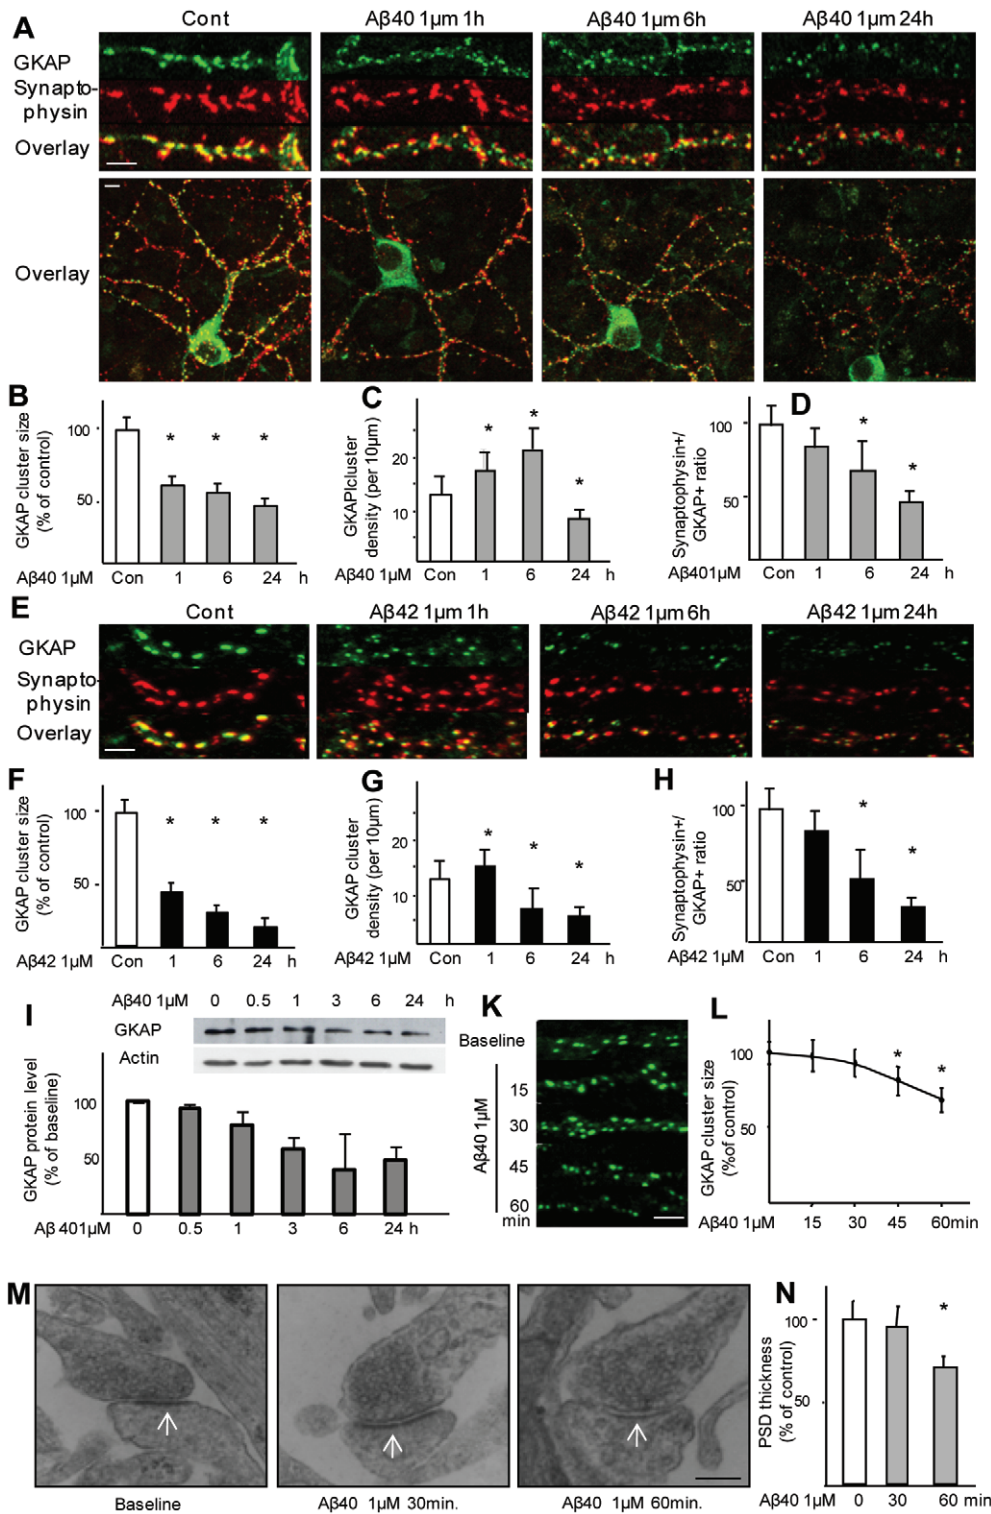 A
Cont
Aβ40 1μm 1h
Aβ40 1μm 6h
Aβ40 1μm 24h
GKAP
Synapto-
physin
Overlay
Overlay
B
GKAP cluster size
(% of control)
100
50
*
*
*
Aβ40 1μM
Con
1
6
24
h
C
GKAPlcluster
density (per 10μm)
20
10
*
*
*
Aβ40 1μM
Con
1
6
24
h
D
Synaptophysin+/
GKAP+ ratio
100
50
*
*
Aβ401μM
Con
1
6
24
h
E
Cont
Aβ42 1μm 1h
Aβ42 1μm 6h
Aβ42 1μm 24h
GKAP
Synapto-
physin
Overlay
F
GKAP cluster size
(% of control)
100
50
*
*
*
Aβ42 1μM
Con
1
6
24
h
G
GKAP cluster
density (per 10μm)
20
10
*
*
*
Aβ42 1μM
Con
1
6
24
h
H
Synaptophysin+/
GKAP+ ratio
100
50
*
*
Aβ42 1μM
Con
1
6
24
h
I
Aβ40 1μM
0
0.5
1
3
6
24
h
GKAP
Actin
GKAP protein level
(% of baseline)
100
50
Aβ 401μM
0
0.5
1
3
6
24 h
K
Baseline
Aβ40 1μM
15
30
45
60
min
L
GKAP cluster size
(%of control)
100
50
*
*
Aβ40 1μM
15
30
45
60min
M
Baseline
Aβ40 1μM 30min.
Aβ40 1μM 60min.
N
PSD thickness
(% of control)
100
50
*
Aβ40 1μM
0
30
60 min